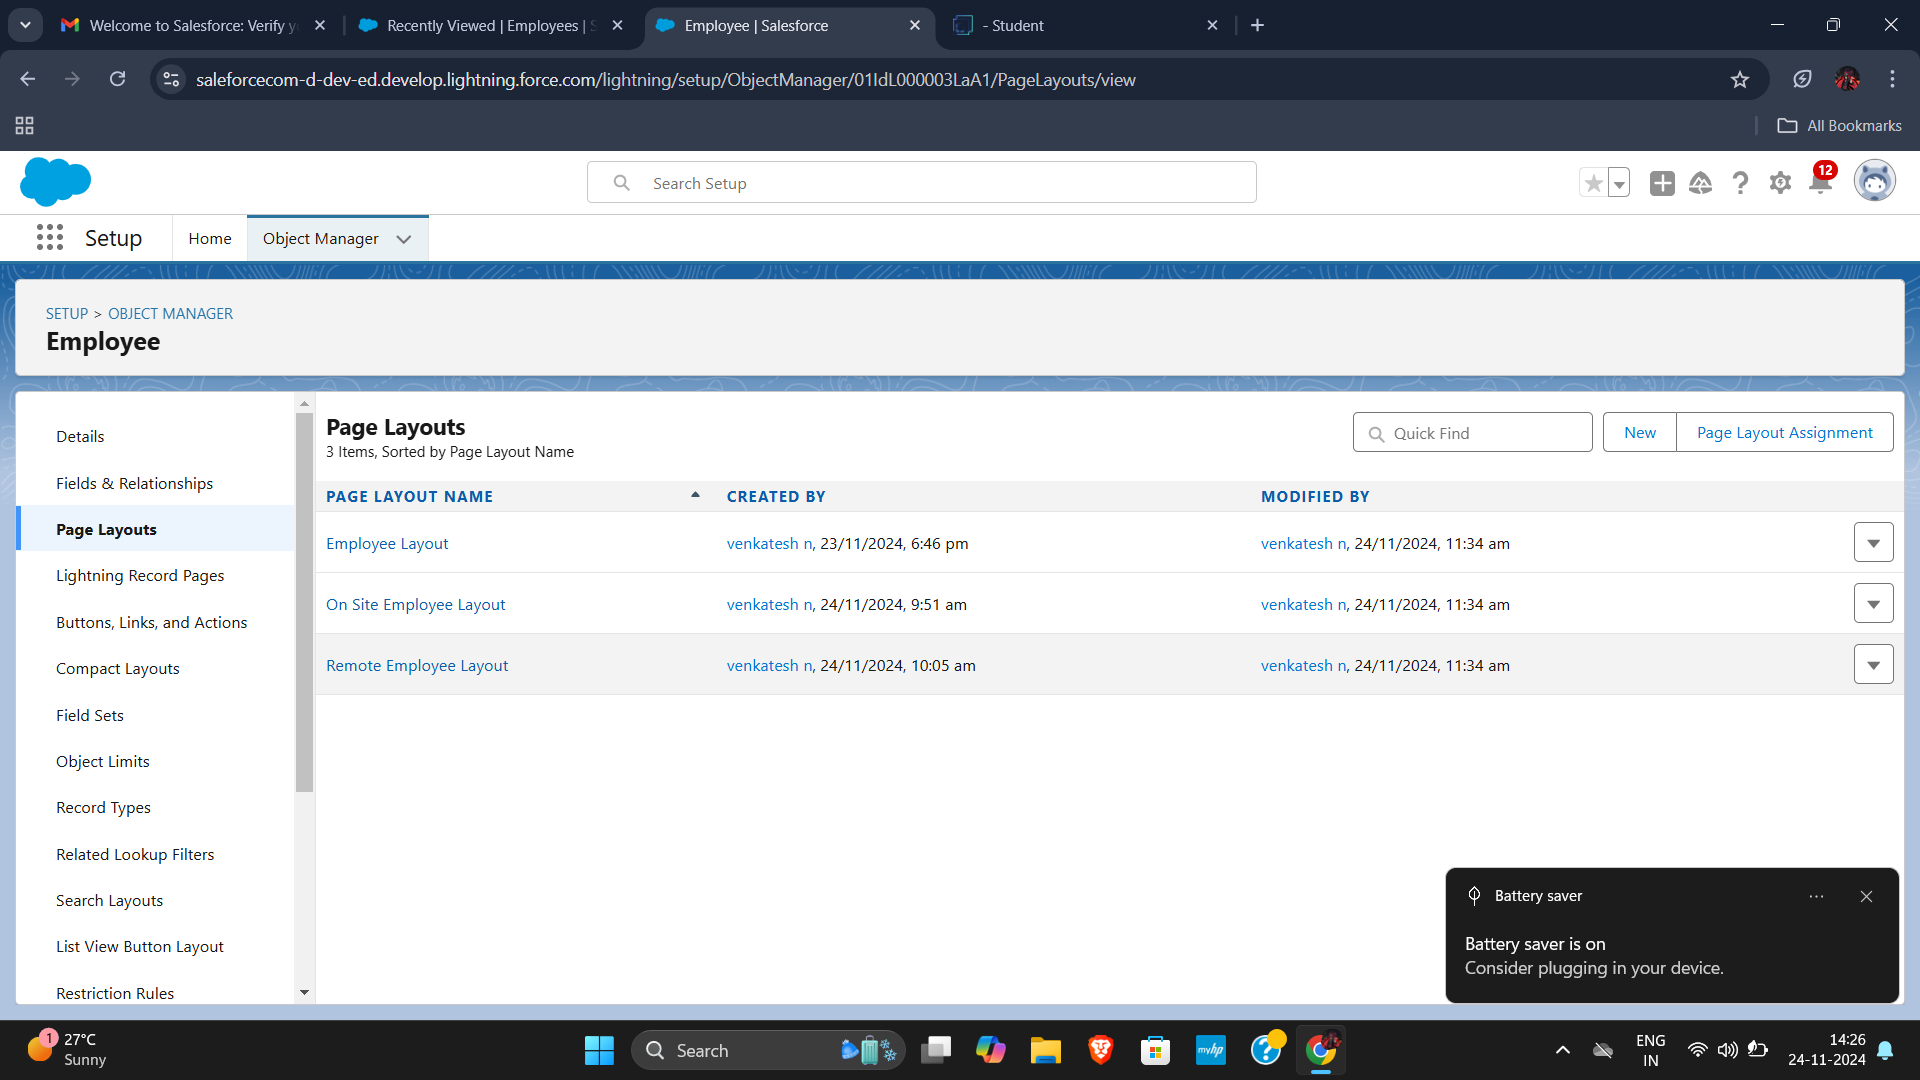 Welcome to Salesforce: Verify y
Recently Viewed | Employees | S
Employee | Salesforce
- Student
saleforcecom-d-dev-ed.develop.lightning.force.com/lightning/setup/ObjectManager/01IdL000003LaA1/PageLayouts/view
All Bookmarks
Search Setup
12
Setup
Home
Object Manager
SETUP > OBJECT MANAGER
Employee
Details
Fields & Relationships
Page Layouts
Lightning Record Pages
Buttons, Links, and Actions
Compact Layouts
Field Sets
Object Limits
Record Types
Related Lookup Filters
Search Layouts
List View Button Layout
Restriction Rules
Page Layouts
3 Items, Sorted by Page Layout Name
Quick Find
New
Page Layout Assignment
PAGE LAYOUT NAME CREATED BY MODIFIED BY
Employee Layout venkatesh n, 23/11/2024, 6:46 pm venkatesh n, 24/11/2024, 11:34 am
On Site Employee Layout venkatesh n, 24/11/2024, 9:51 am venkatesh n, 24/11/2024, 11:34 am
Remote Employee Layout venkatesh n, 24/11/2024, 10:05 am venkatesh n, 24/11/2024, 11:34 am
Battery saver
Battery saver is on
Consider plugging in your device.
1
27°C
Sunny
Search
myhp
ENG
IN
14:26
24-11-2024